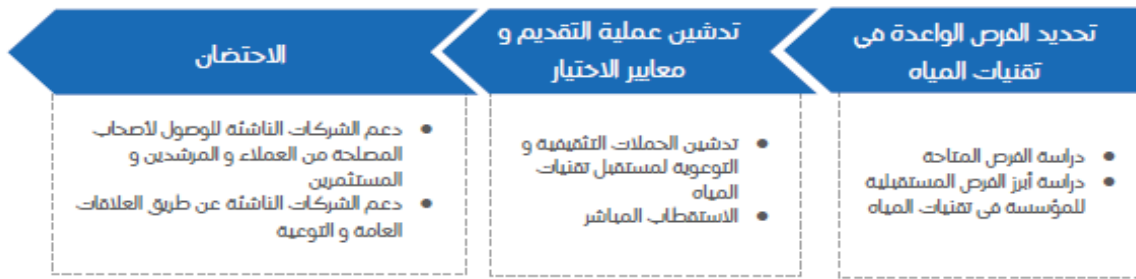 تحديد الفرص الواعدة في
تقنيات المياه
دراسة الفرص المتاحة
دراسة أبرز الفرص المستقبلية
للمؤسسة في تقنيات المياه
تدشين عملية التقديم و
معايير الاختيار
تدشين الحملات التثقيفية و
التوعوية لمستقبل تقنيات
المياه
الاستقطاب المباشر
الاحتضان
دعم الشركات الناشئة للوصول لأصحاب
المصلحة من العملاء و المرشدين و
المستثمرين
دعم الشركات الناشئة عن طريق العلاقات
العامة و التوعية